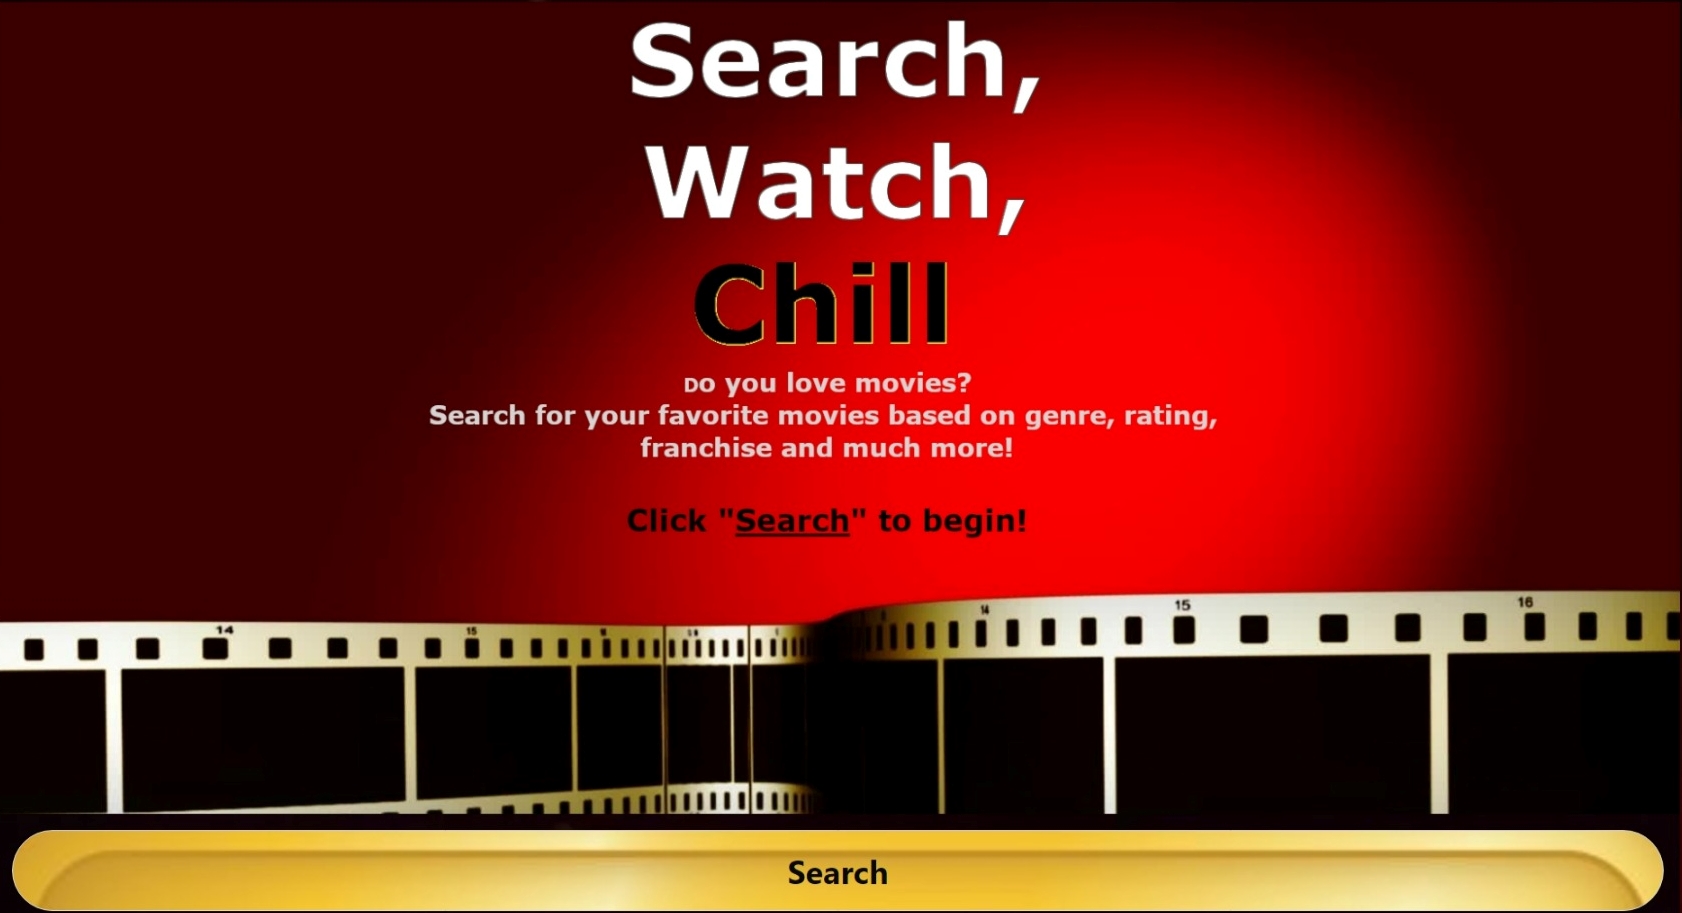 Search,
Watch,
Chill
Do you love movies?
Search for your favorite movies based on genre, rating,
franchise and much more!
Click "Search" to begin!
14
15
14
15
16
Search